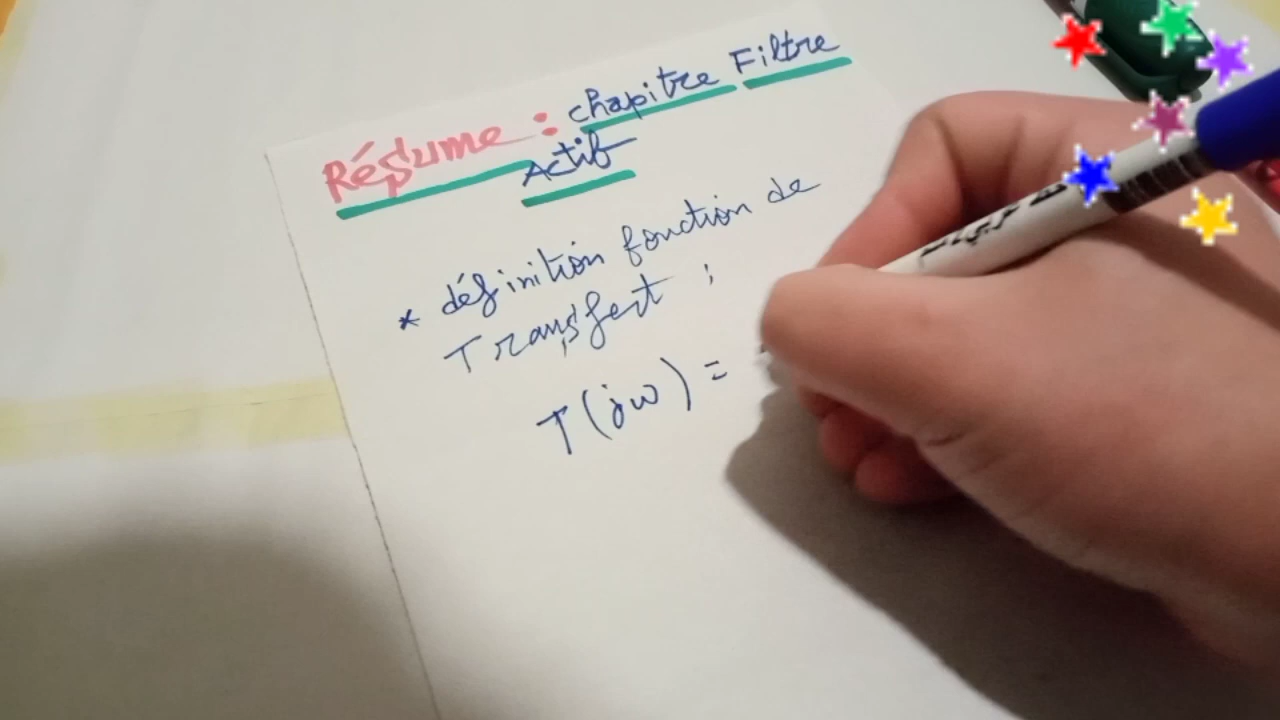 Résume : chapitre Filtre
Actif
* définition fonction de
Transfert :
T(jw) =